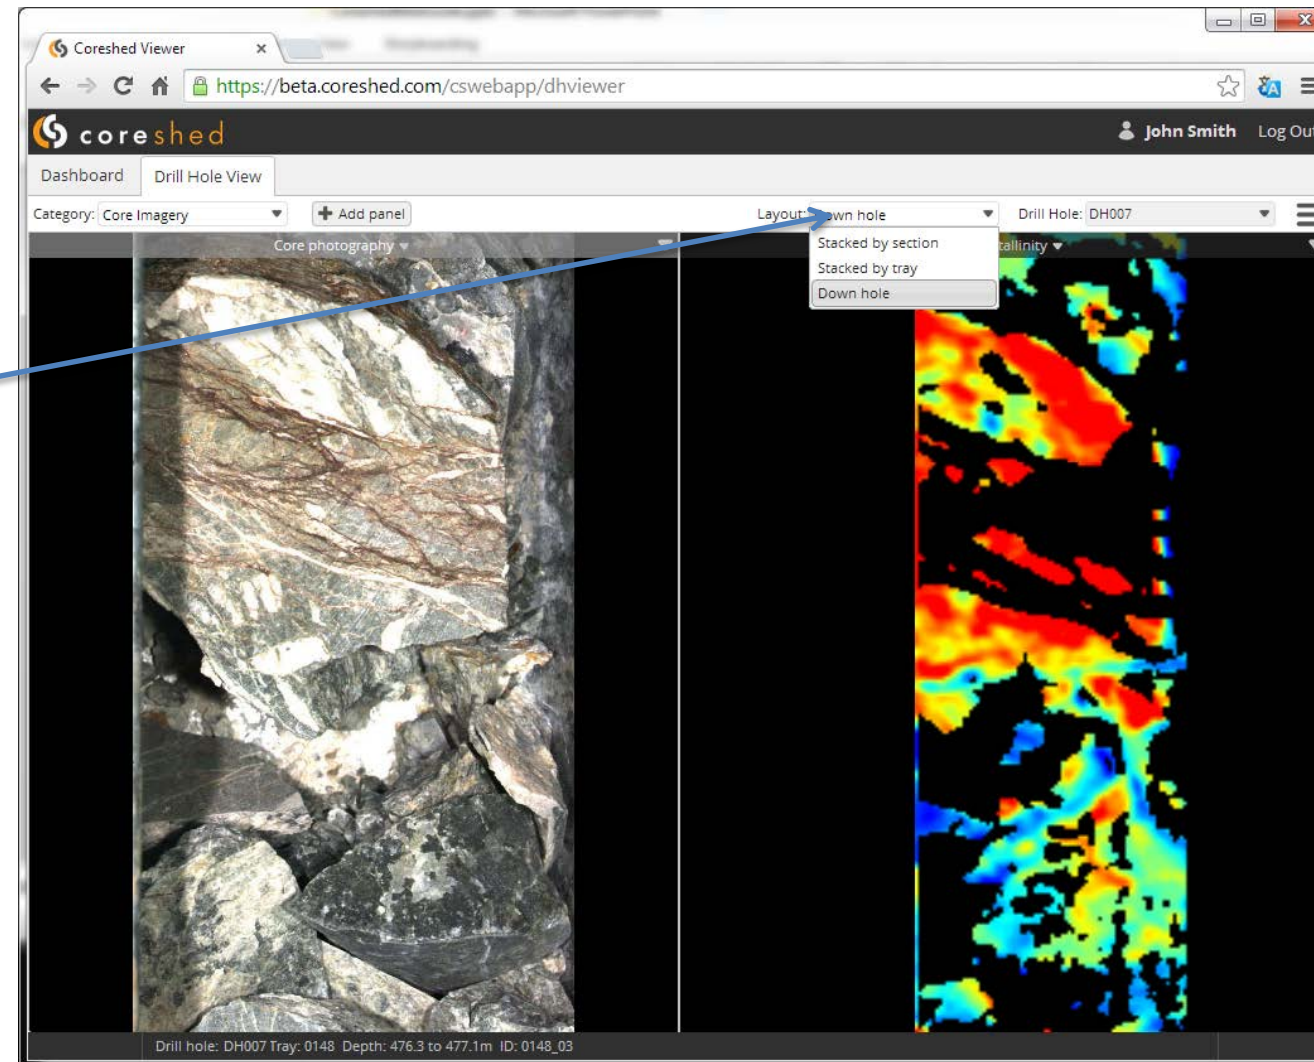 Coreshed Viewer
https://beta.coreshed.com/cswebapp/dhviewer
coreshed
John Smith Log Out
Dashboard Drill Hole View
Category: Core Imagery Add panel Layout: Down hole Drill Hole: DH007
Core photography
Stacked by section
Stacked by tray
Down hole
Drill hole: DH007 Tray: 0148 Depth: 476.3 to 477.1m ID: 0148_03